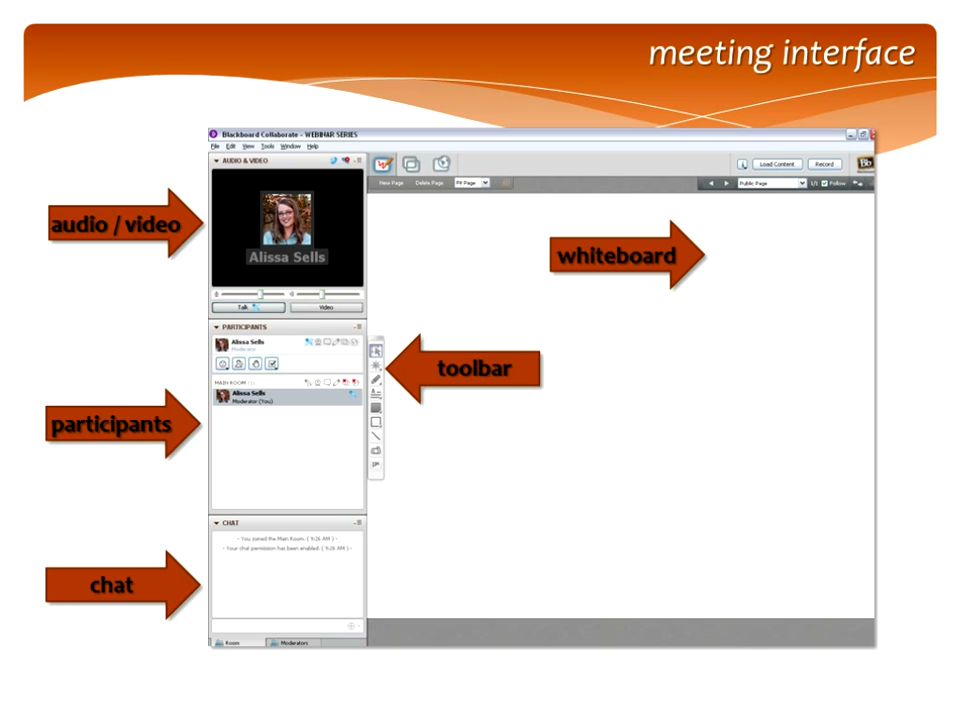 meeting interface
Blackboard Collaborate - WEBINAR SERIES
File Edit View Tools Window Help
AUDIO & VIDEO
Load Content Record Bb
New Page Delete Page Fit Page Public Page 1/1 Follow
audio / video
Alissa Sells
whiteboard
Talk Video
PARTICIPANTS
Alissa Sells
Moderator
toolbar
MAIN ROOM
Alissa Sells
Moderator (You)
participants
CHAT
- You joined the Main Room. ( 9:26 AM ) -
- Your chat permission has been enabled. ( 9:26 AM ) -
chat
Room Moderators